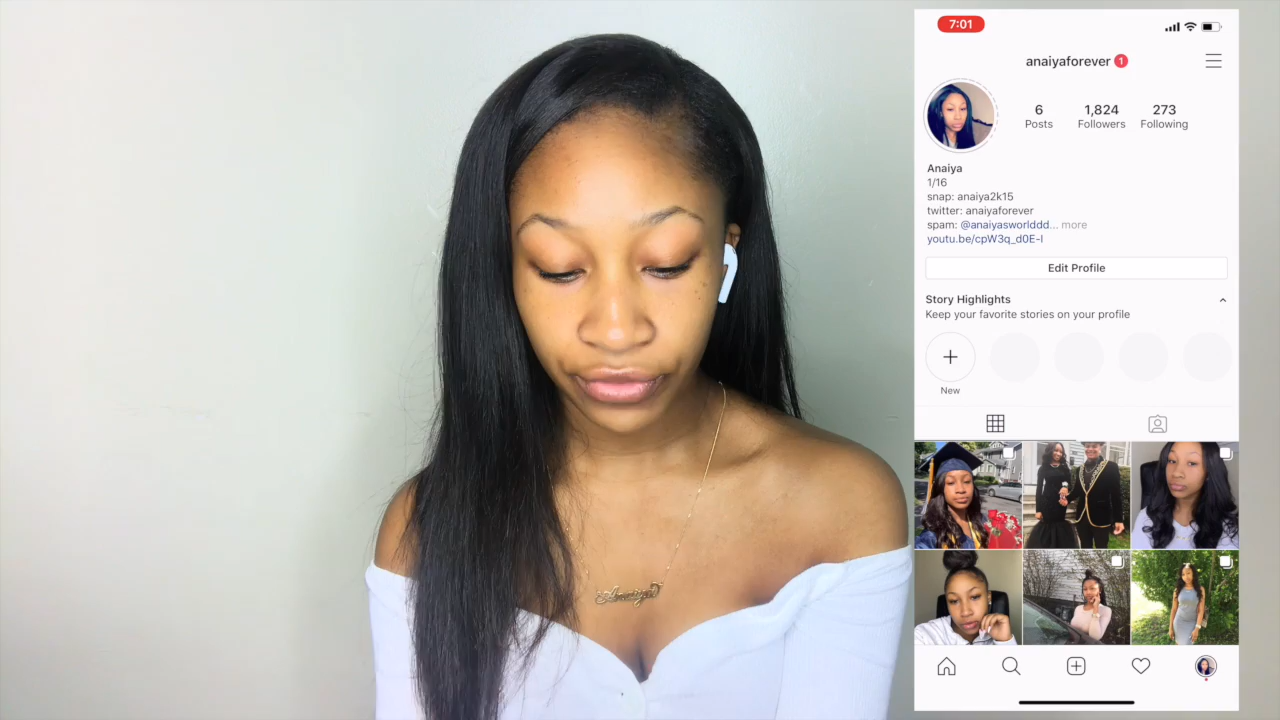 7:01
anaiyaforever 1
6
Posts
1,824
Followers
273
Following
Anaiya
1/16
snap: anaiya2k15
twitter: anaiyaforever
spam: @anaiyasworlddd... more
youtu.be/cpW3q_d0E-I
Edit Profile
Story Highlights
Keep your favorite stories on your profile
New
Anaiya